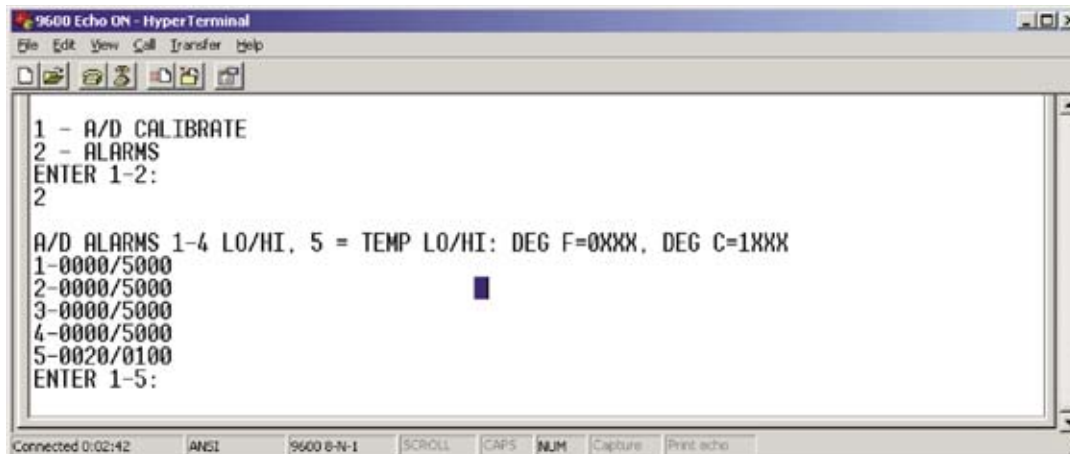 9600 Echo ON - HyperTerminal
File Edit View Call Transfer Help
1 - A/D CALIBRATE
2 - ALARMS
ENTER 1-2:
2
A/D ALARMS 1-4 LO/HI, 5 = TEMP LO/HI: DEG F=0XXX, DEG C=1XXX
1-0000/5000
2-0000/5000
3-0000/5000
4-0000/5000
5-0020/0100
ENTER 1-5:
Connected 0:02:42 ANSI 9600 8-N-1 SCROLL CAPS NUM Capture Print echo